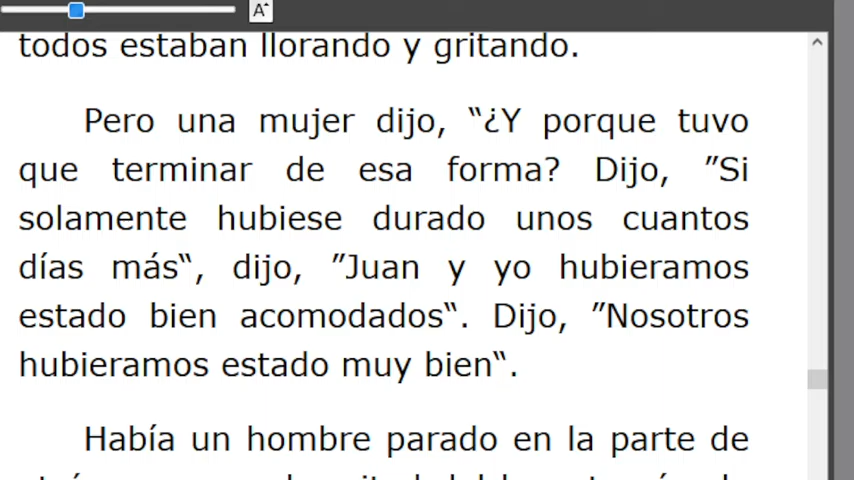 A
todos estaban llorando y gritando.
Pero una mujer dijo, “¿Y porque tuvo
que terminar de esa forma? Dijo, ”Si
solamente hubiese durado unos cuantos
días más“, dijo, ”Juan y yo hubieramos
estado bien acomodados“. Dijo, ”Nosotros
hubieramos estado muy bien“.
Había un hombre parado en la parte de